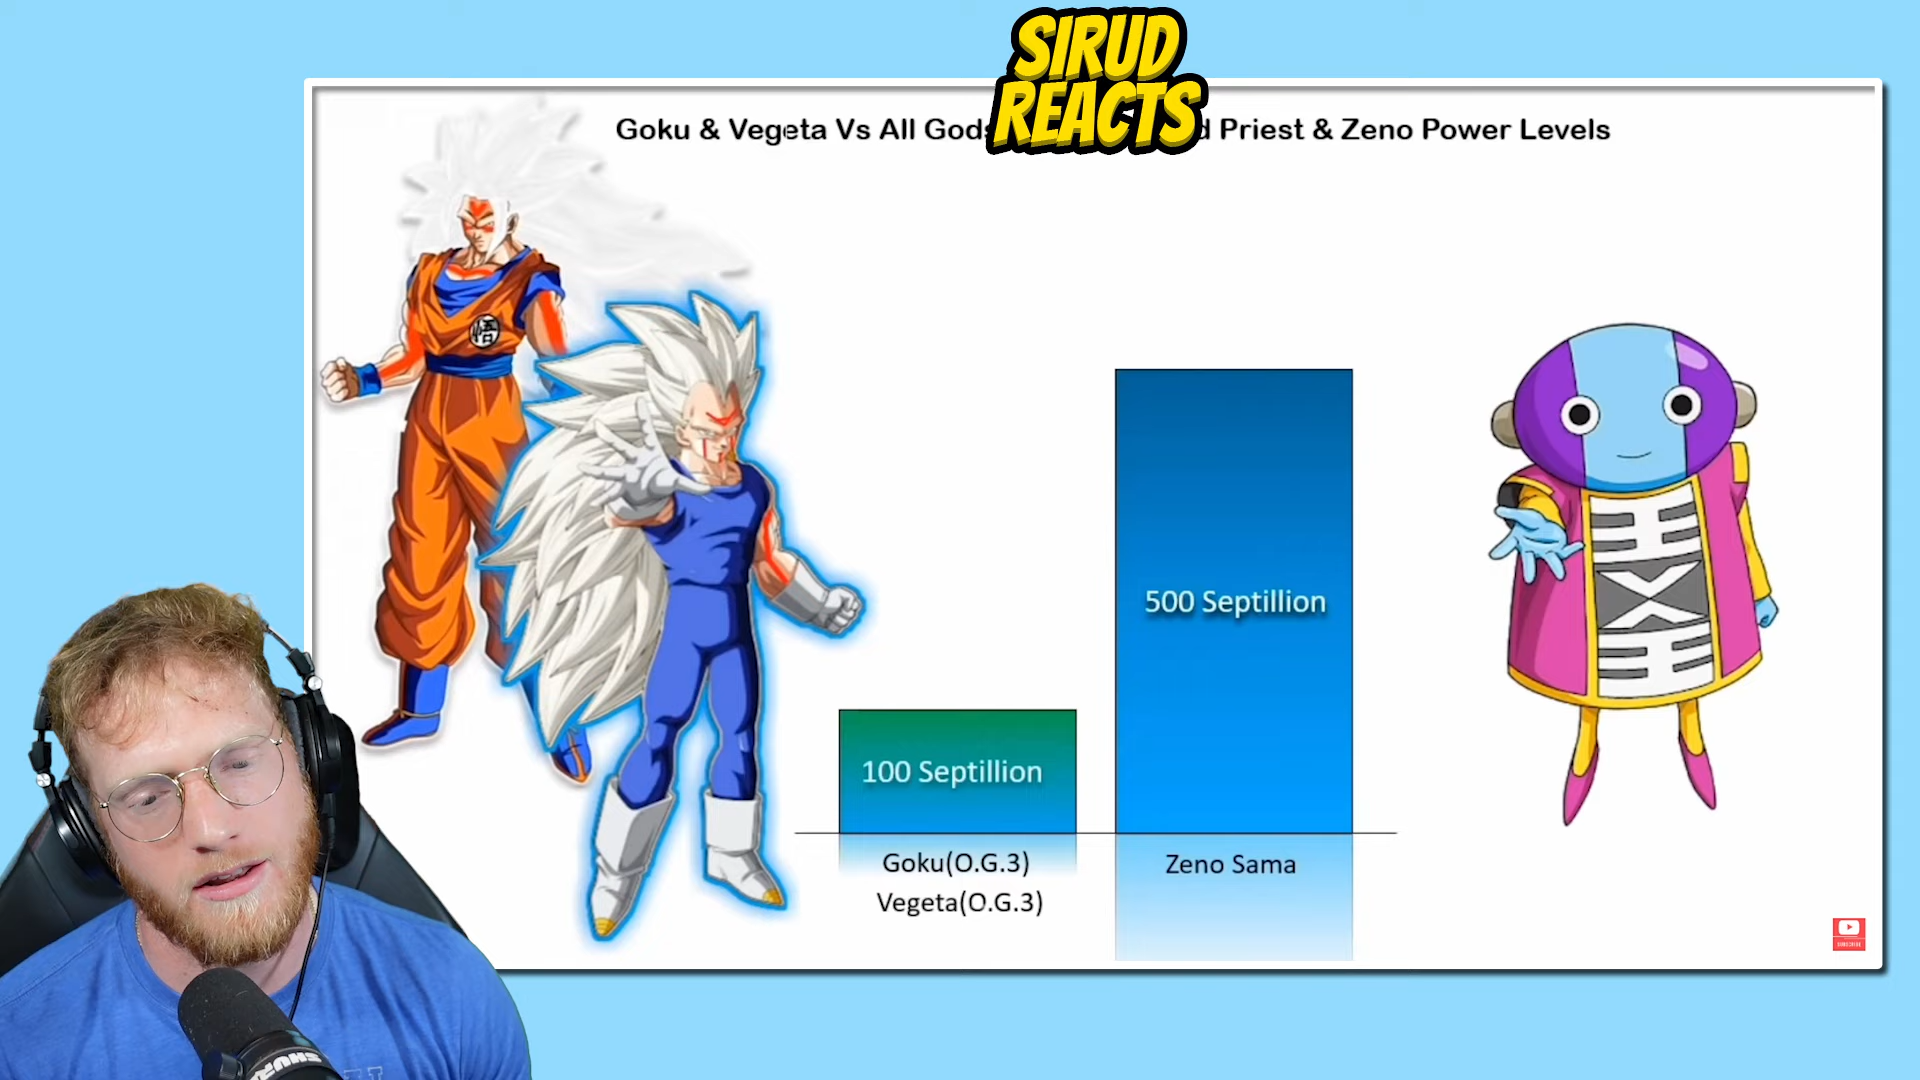 SIRUD
REACTS
Goku & Vegeta Vs All Gods Priest & Zeno Power Levels
悟
500 Septillion
100 Septillion
Goku(O.G.3)
Zeno Sama
Vegeta(O.G.3)